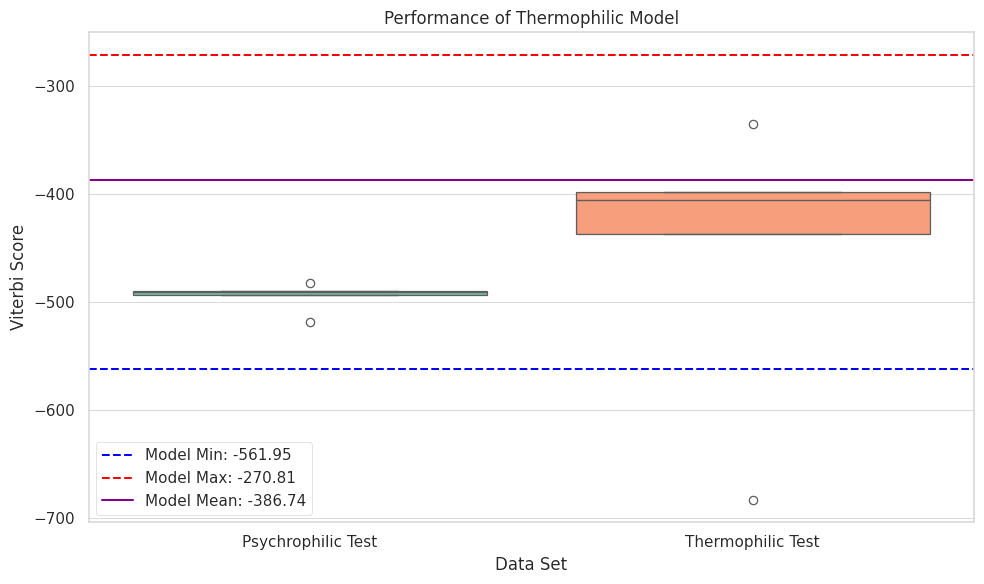 Performance of Thermophilic Model
Viterbi Score
−300
−400
−500
−600
−700
Model Min: -561.95
Model Max: -270.81
Model Mean: -386.74
Psychrophilic Test
Thermophilic Test
Data Set